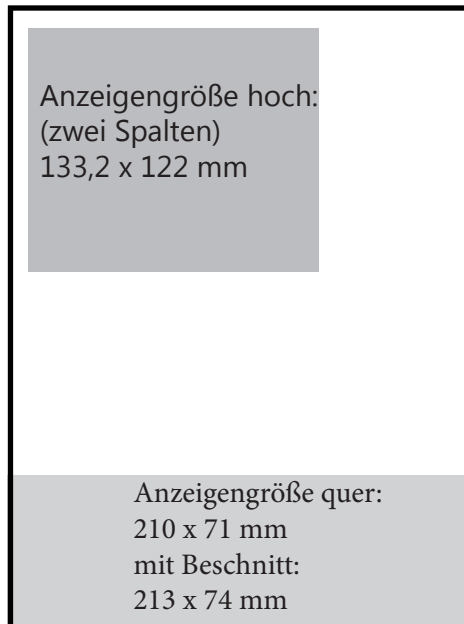 Anzeigengröße hoch:
(zwei Spalten)
133,2 x 122 mm
Anzeigengröße quer:
210 x 71 mm
mit Beschnitt:
213 x 74 mm